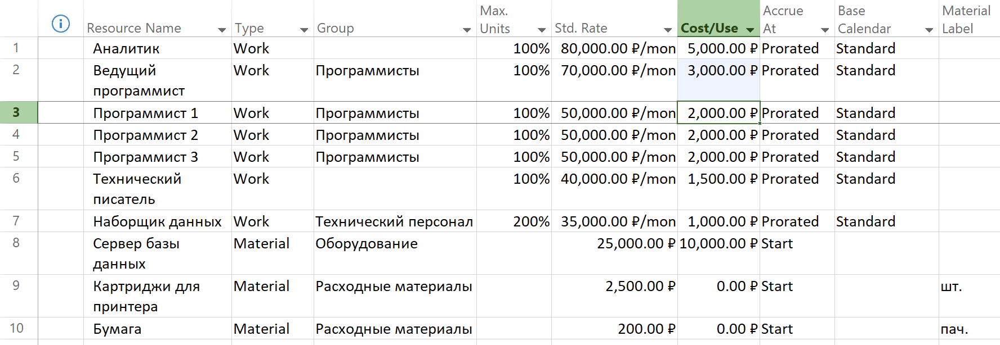 Resource Name Type Group Max. Units Std. Rate Cost/Use Accrue At Base Calendar Material Label
1 Аналитик Work 100% 80,000.00 ₽/mon 5,000.00 ₽ Prorated Standard
2 Ведущий программист Work Программисты 100% 70,000.00 ₽/mon 3,000.00 ₽ Prorated Standard
3 Программист 1 Work Программисты 100% 50,000.00 ₽/mon 2,000.00 ₽ Prorated Standard
4 Программист 2 Work Программисты 100% 50,000.00 ₽/mon 2,000.00 ₽ Prorated Standard
5 Программист 3 Work Программисты 100% 50,000.00 ₽/mon 2,000.00 ₽ Prorated Standard
6 Технический писатель Work 100% 40,000.00 ₽/mon 1,500.00 ₽ Prorated Standard
7 Наборщик данных Work Технический персонал 200% 35,000.00 ₽/mon 1,000.00 ₽ Prorated Standard
8 Сервер базы данных Material Оборудование 25,000.00 ₽ 10,000.00 ₽ Start
9 Картриджи для принтера Material Расходные материалы 2,500.00 ₽ 0.00 ₽ Start шт.
10 Бумага Material Расходные материалы 200.00 ₽ 0.00 ₽ Start пач.